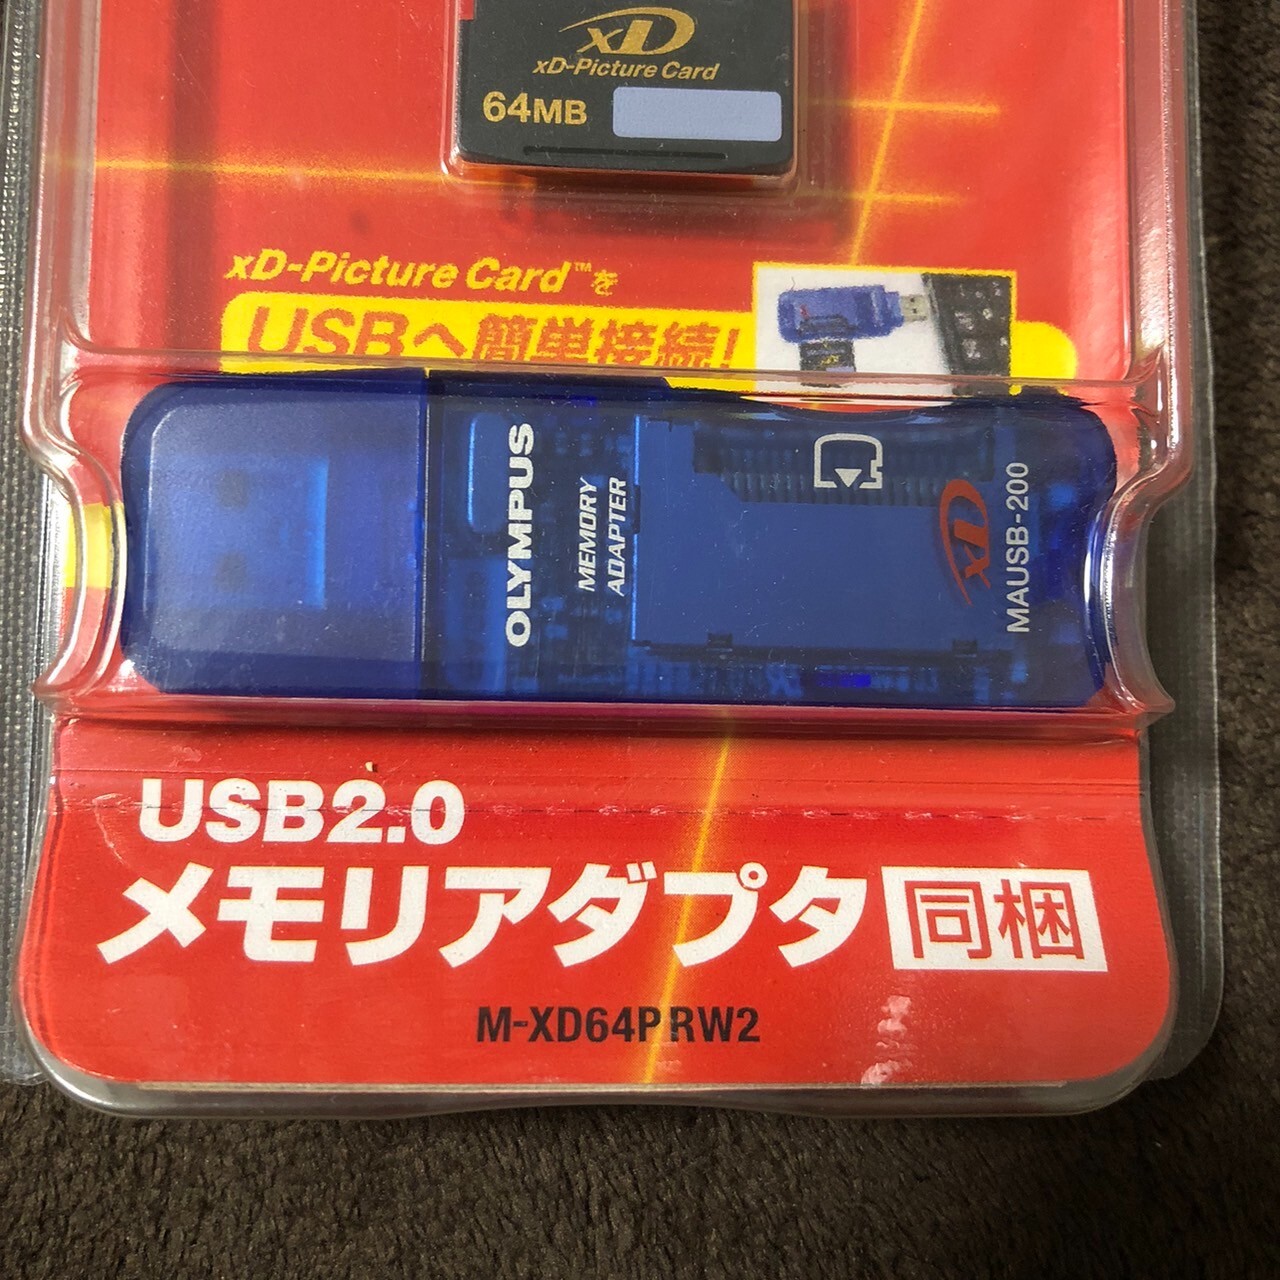 xD
xD-Picture Card
64MB
xD-Picture Card™を
USBへ簡単接続!
OLYMPUS
MEMORY
ADAPTER
xD
MAUSB-200
USB2.0
メモリアダプタ同梱
M-XD64PRW2